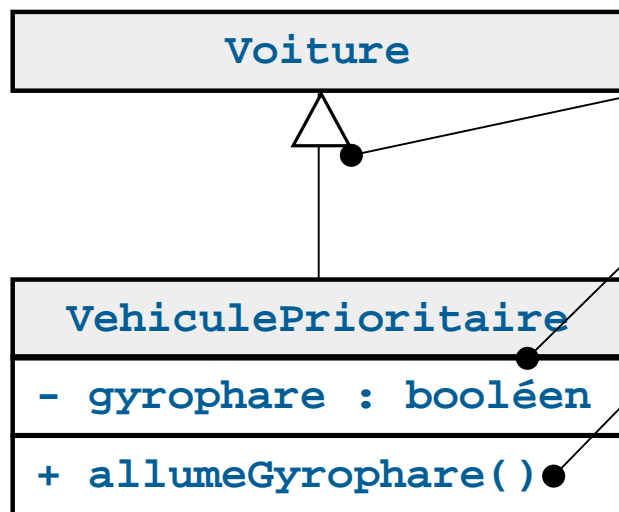 Voiture
VehiculePrioritaire
- gyrophare : booléen
+ allumeGyrophare()